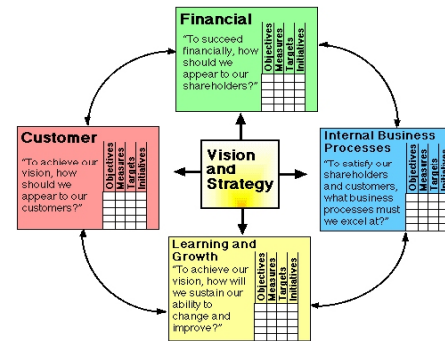 Financial
"To succeed
financially, how
should we
appear to our
shareholders?"
Objectives
Measures
Targets
Initiatives
Customer
"To achieve our
vision, how
should we
appear to our
customers?"
Objectives
Measures
Targets
Initiatives
Vision
and
Strategy
Internal Business
Processes
"To satisfy our
shareholders
and customers,
what business
processes must
we excel at?"
Objectives
Measures
Targets
Initiatives
Learning and
Growth
"To achieve our
vision, how will
we sustain our
ability to
change and
improve?"
Objectives
Measures
Targets
Initiatives